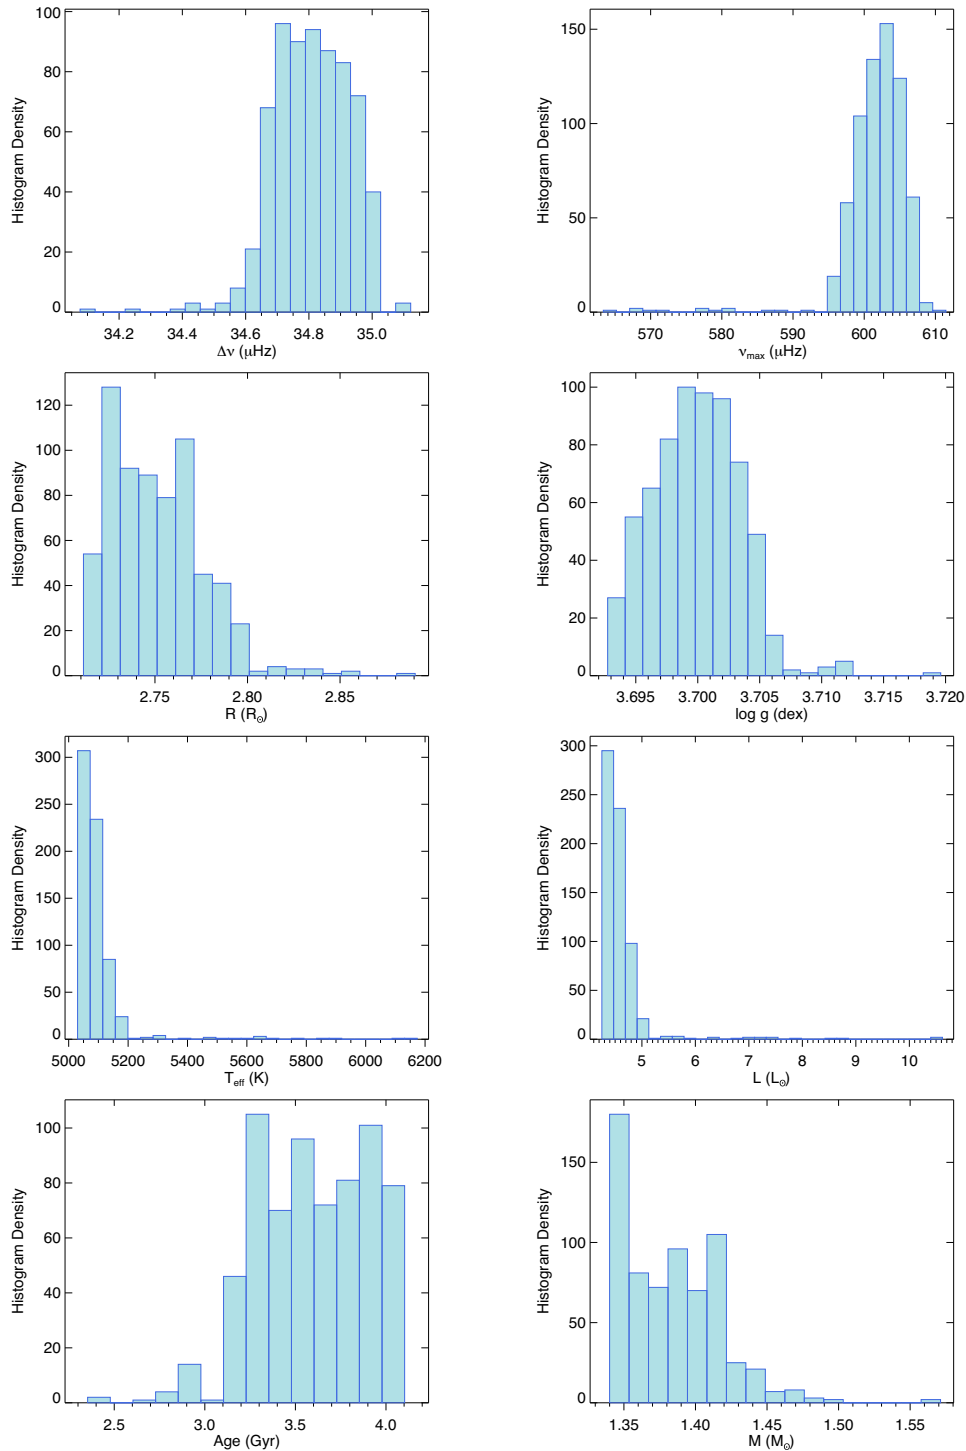 Histogram Density
100
80
60
40
20
0
34.2 34.4 34.6 34.8 35.0
Δν (μHz)
Histogram Density
150
100
50
0
570 580 590 600 610
νmax (μHz)
Histogram Density
120
100
80
60
40
20
0
2.75 2.80 2.85
R (R⊙)
Histogram Density
100
80
60
40
20
0
3.695 3.700 3.705 3.710 3.715 3.720
log g (dex)
Histogram Density
300
250
200
150
100
50
0
5000 5200 5400 5600 5800 6000 6200
Teff (K)
Histogram Density
300
250
200
150
100
50
0
5 6 7 8 9 10
L (L⊙)
Histogram Density
100
80
60
40
20
0
2.5 3.0 3.5 4.0
Age (Gyr)
Histogram Density
150
100
50
0
1.35 1.40 1.45 1.50 1.55
M (M⊙)